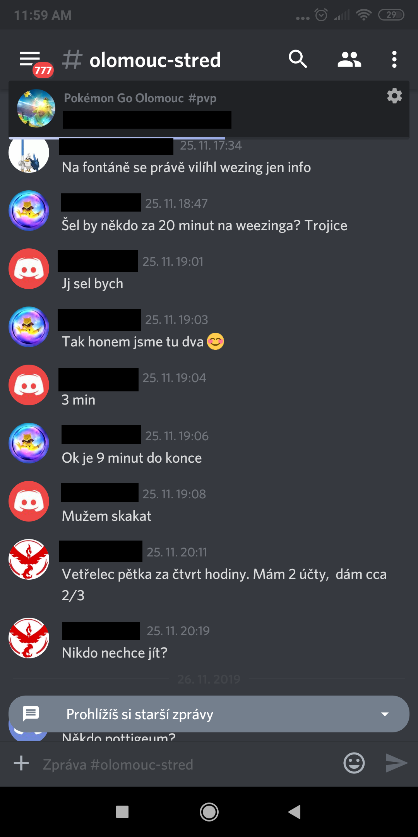 11:59 AM
29
777
# olomouc-stred
Pokémon Go Olomouc #pvp
25. 11. 17:34
Na fontáně se právě vilíhl wezing jen info
25. 11. 18:47
Šel by někdo za 20 minut na weezinga? Trojice
25. 11. 19:01
Jj sel bych
25. 11. 19:03
Tak honem jsme tu dva 😊
25. 11. 19:04
3 min
25. 11. 19:06
Ok je 9 minut do konce
25. 11. 19:08
Mužem skakat
25. 11. 20:11
Vetřelec pětka za čtvrt hodiny. Mám 2 účty, dám cca
2/3
25. 11. 20:19
Nikdo nechce jít?
26. 11. 2019
Prohlížíš si starší zprávy
Někdo pottigeum?
Zpráva #olomouc-stred